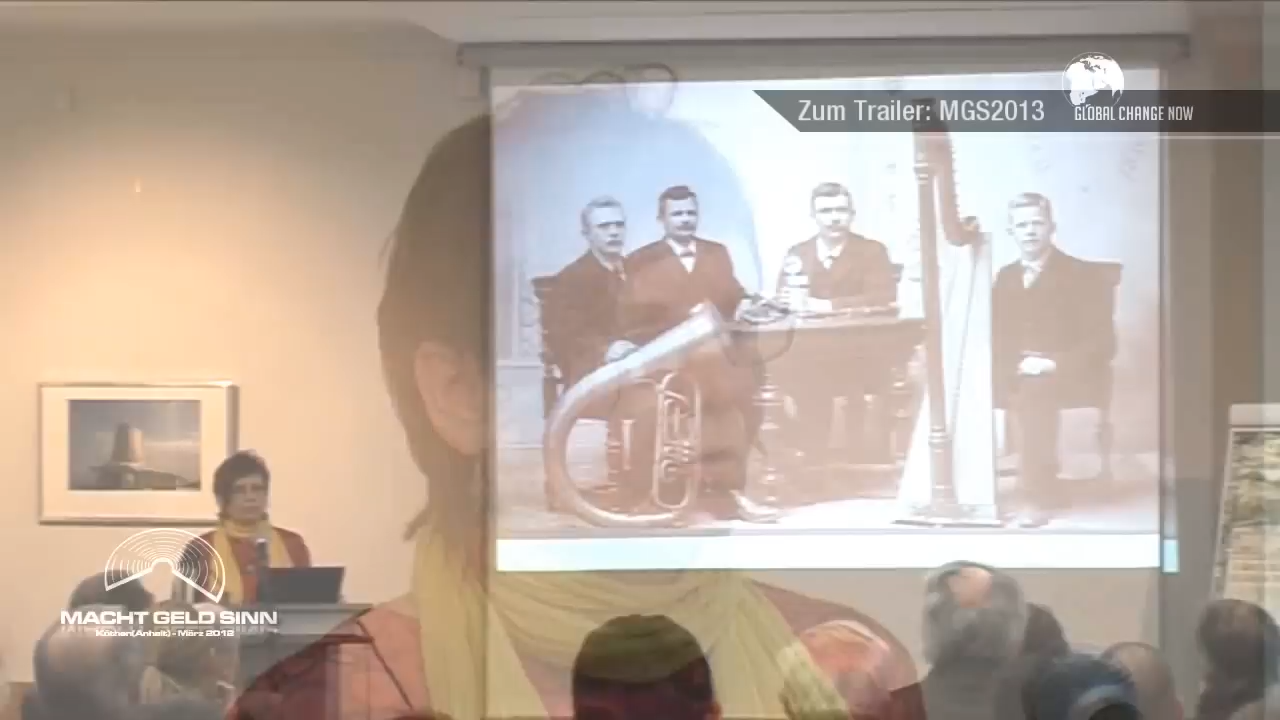 Zum Trailer: MGS2013
GLOBAL CHANGE NOW
MACHT GELD SINN
Köthen(Anhalt) - März 2012